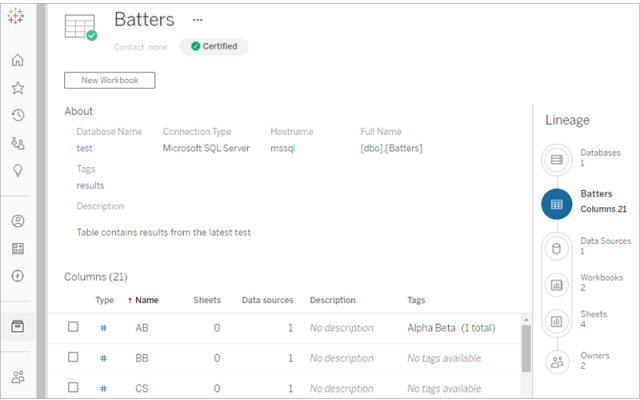 Batters ...
Contact none
Certified
New Workbook
About
Database Name Connection Type Hostname Full Name
test Microsoft SQL Server mssql [dbo].[Batters]
Tags
results
Description
Table contains results from the latest test
Columns (21)
Type ↑ Name Sheets Data sources Description Tags
# AB 0 1 No description Alpha Beta (1 total)
# BB 0 1 No description No tags available.
# CS 0 1 No description No tags available.
Lineage
Databases
1
Batters
Columns 21
Data Sources
1
Workbooks
2
Sheets
4
Owners
2